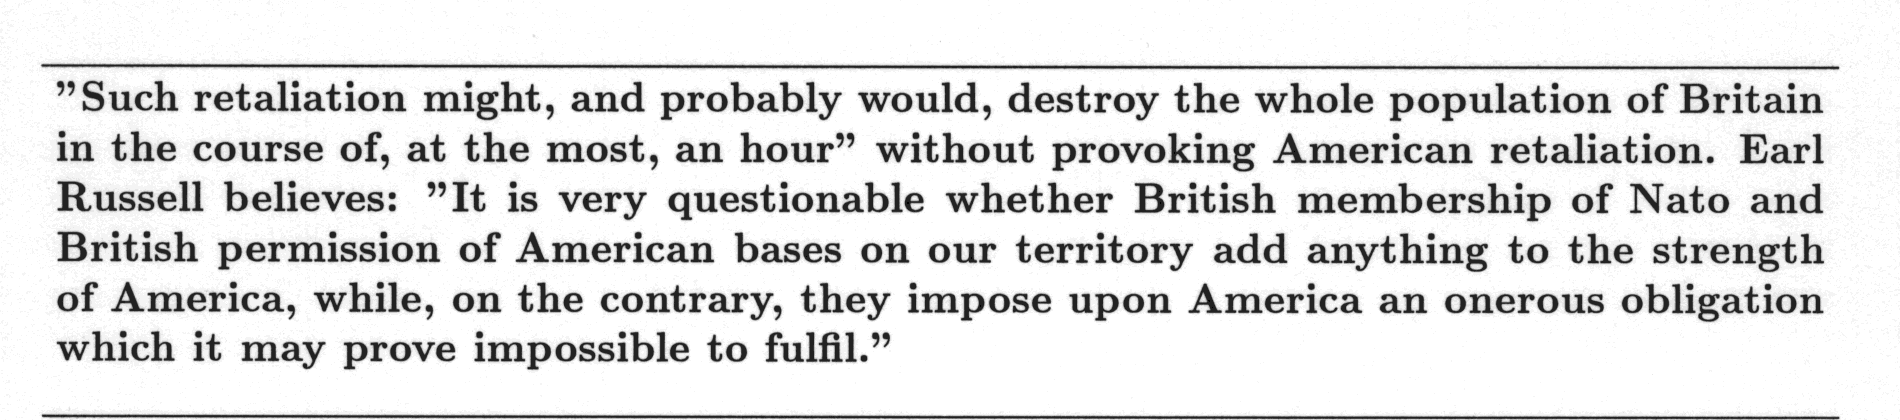 ”Such retaliation might, and probably would, destroy the whole population of Britain
in the course of, at the most, an hour” without provoking American retaliation. Earl
Russell believes: ”It is very questionable whether British membership of Nato and
British permission of American bases on our territory add anything to the strength
of America, while, on the contrary, they impose upon America an onerous obligation
which it may prove impossible to fulfil.”